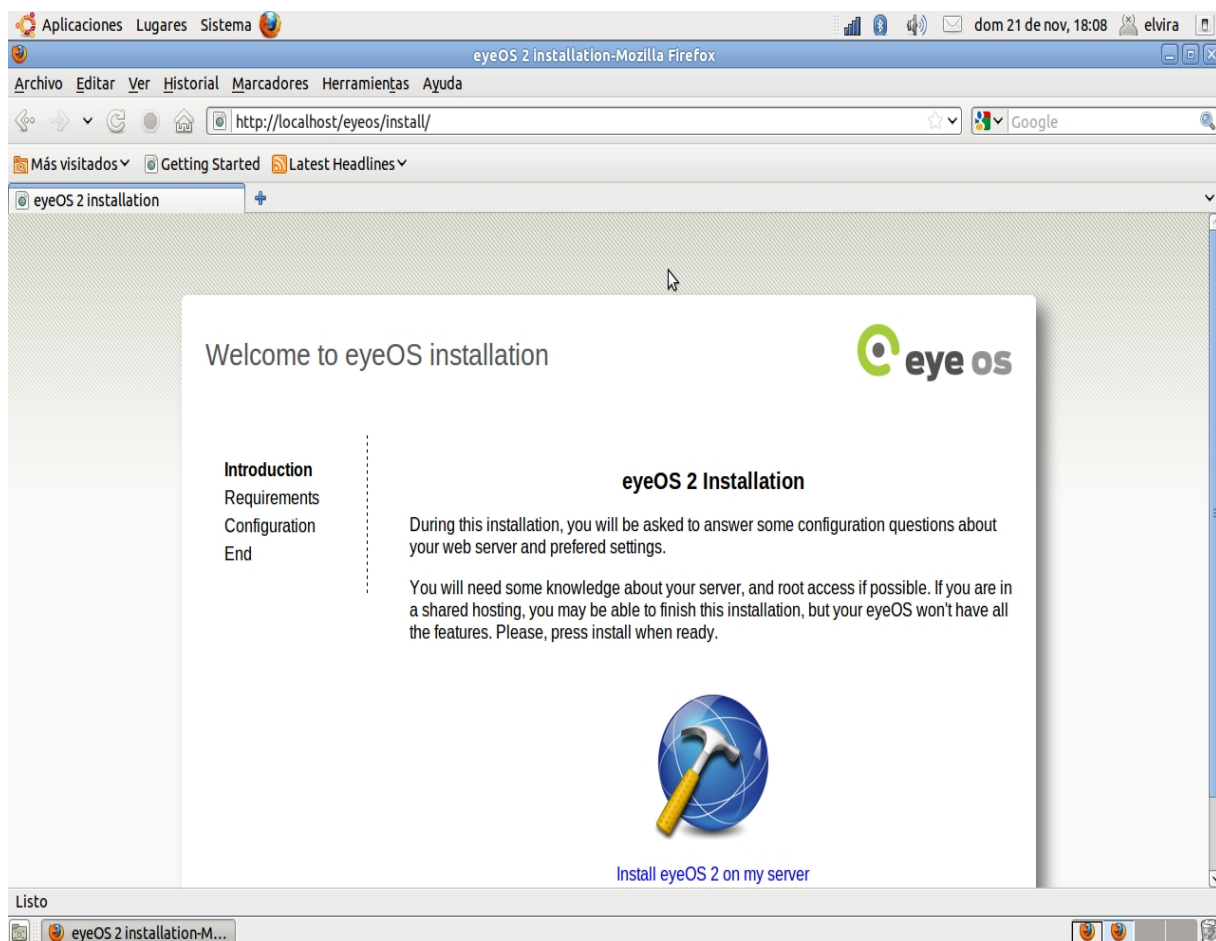 Aplicaciones Lugares Sistema dom 21 de nov, 18:08 elvira
eyeOS 2 installation-Mozilla Firefox
Archivo Editar Ver Historial Marcadores Herramientas Ayuda
http://localhost/eyeos/install/ Google
Más visitados Getting Started Latest Headlines
eyeOS 2 installation
Welcome to eyeOS installation
eye os
Introduction
Requirements
Configuration
End
eyeOS 2 Installation
During this installation, you will be asked to answer some configuration questions about
your web server and prefered settings.
You will need some knowledge about your server, and root access if possible. If you are in
a shared hosting, you may be able to finish this installation, but your eyeOS won't have all
the features. Please, press install when ready.
Install eyeOS 2 on my server
Listo
eyeOS 2 installation-M...